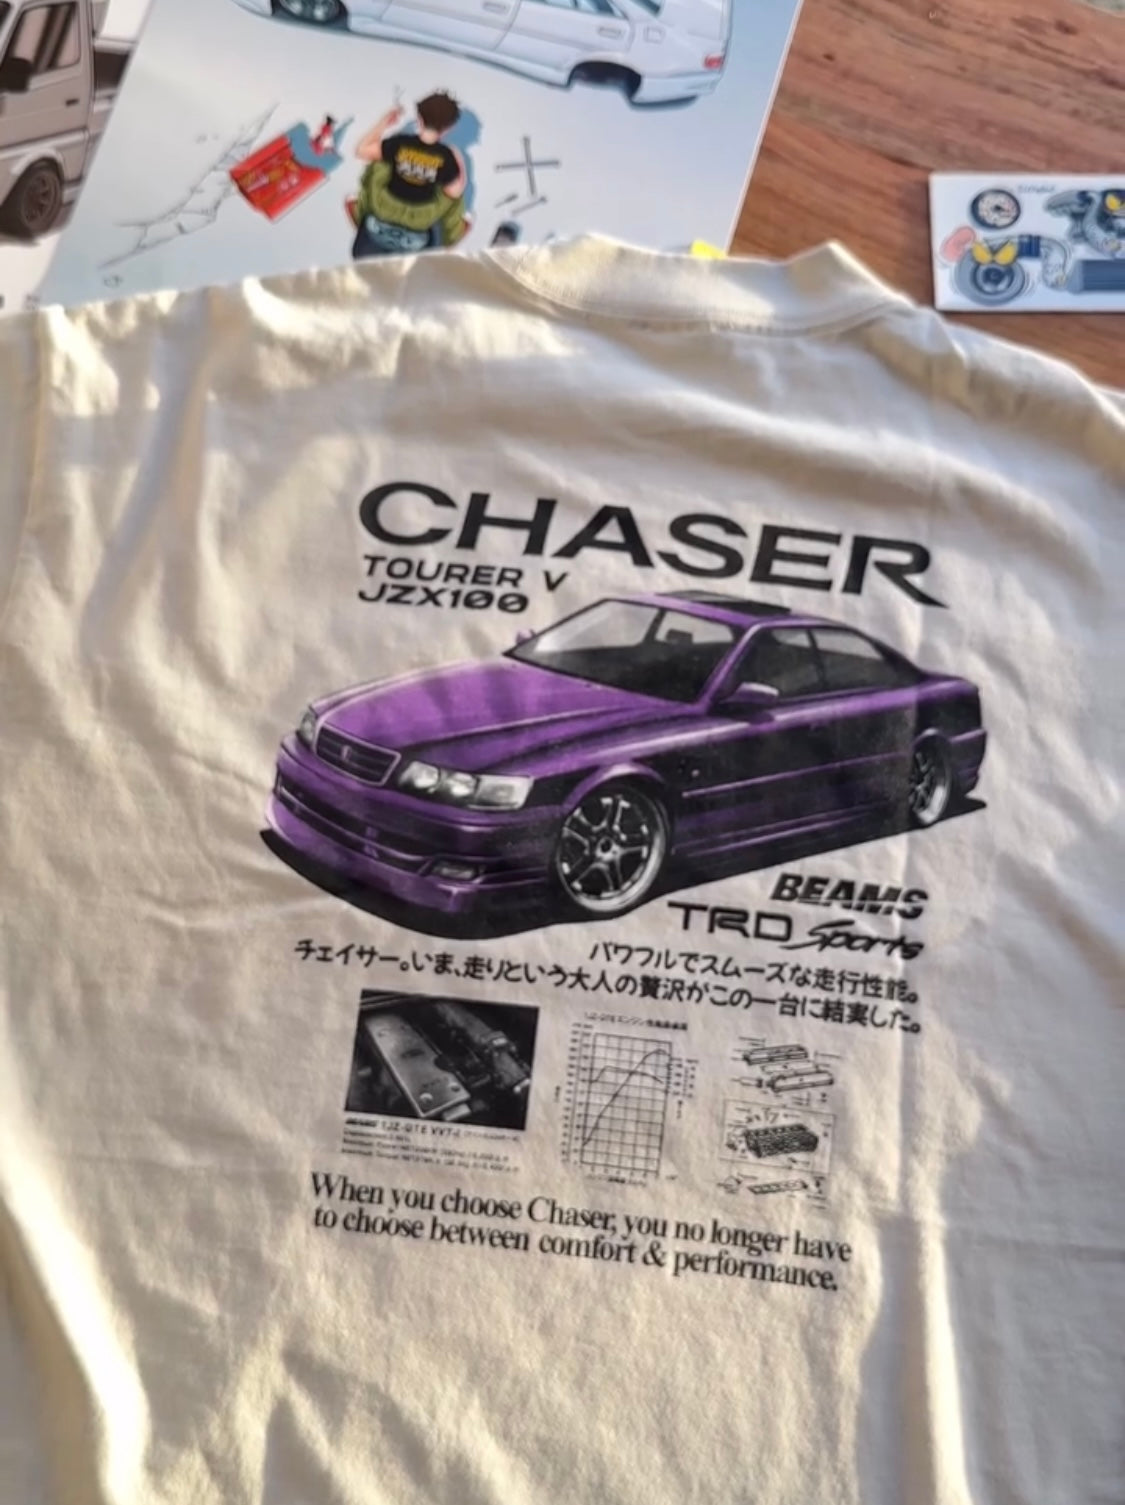 CHASER
TOURER V
JZX100
BEAMS
TRD Sports
パワフルでスムーズな走行性能。
チェイサー。いま、走りという大人の贅沢がこの一台に結実した。
1JZ-GTE VVT-i
When you choose Chaser, you no longer have
to choose between comfort & performance.